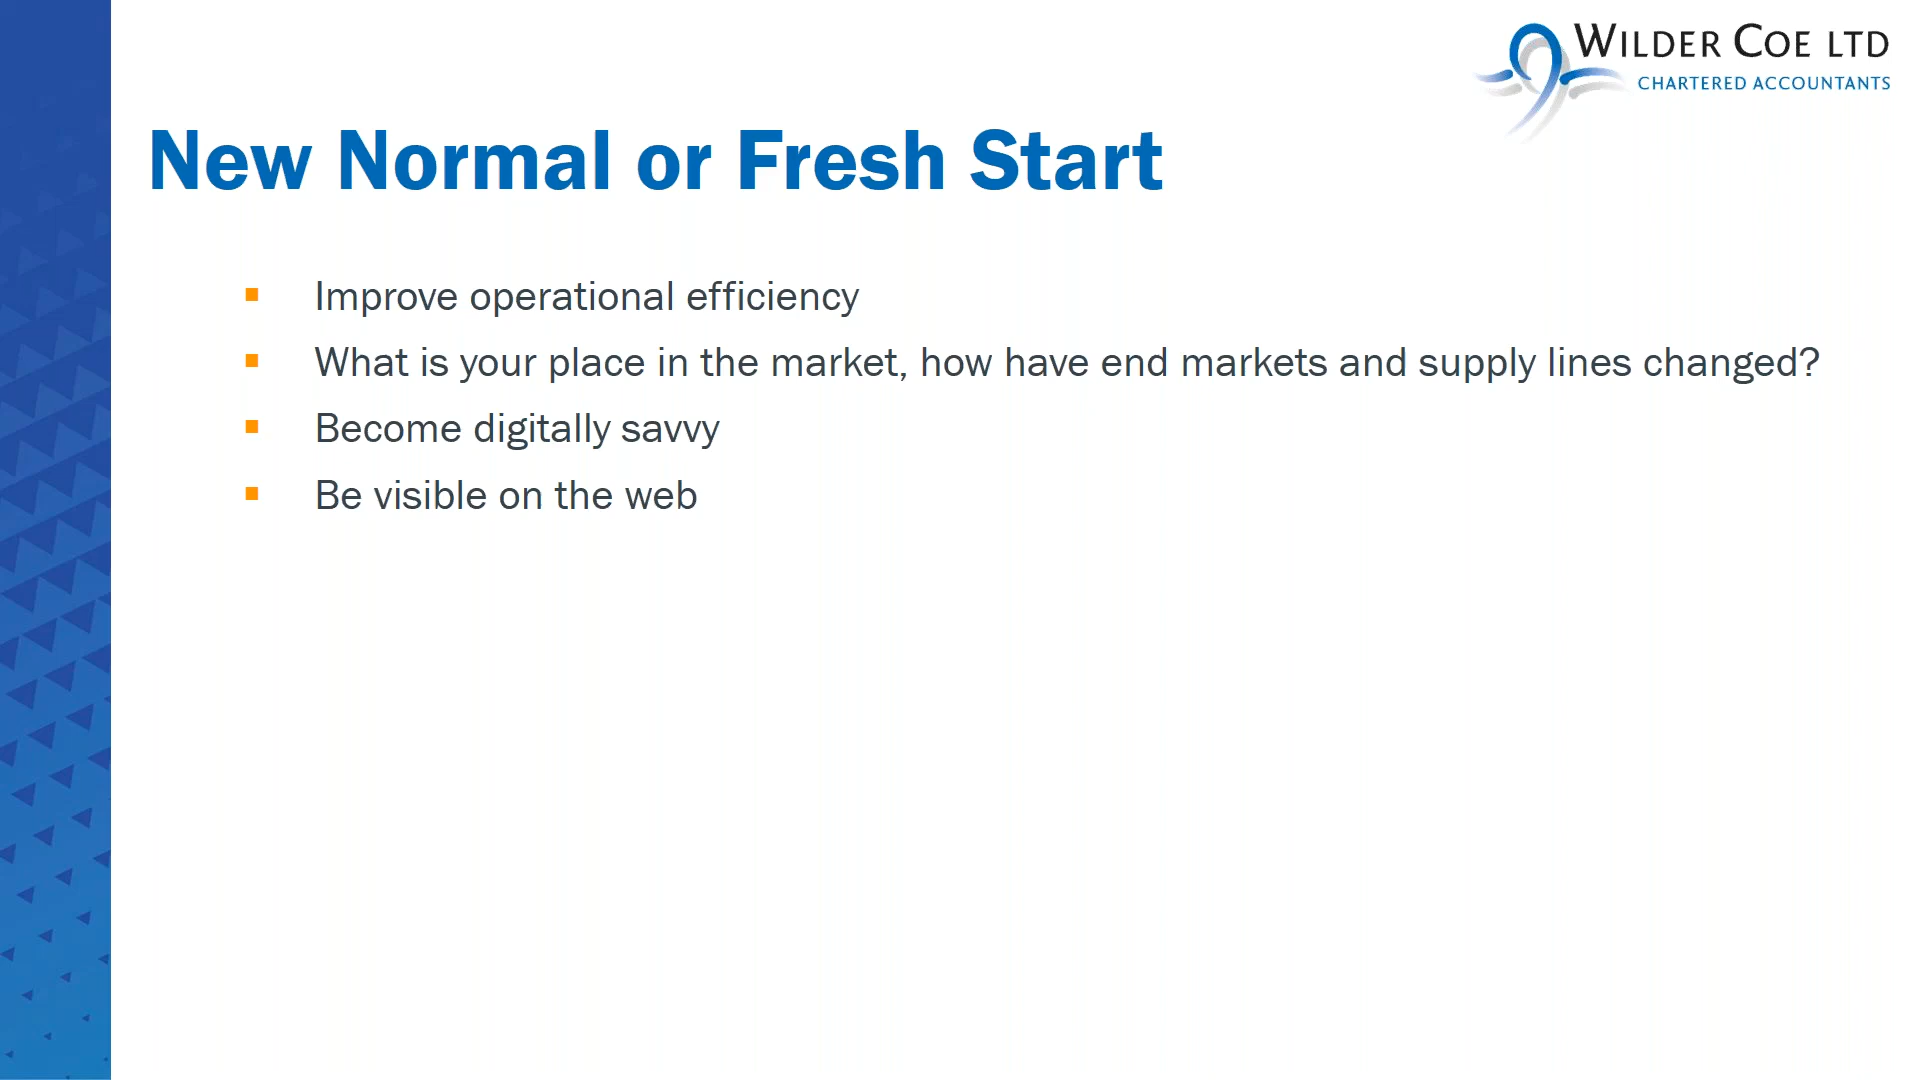 WILDER COE LTD
CHARTERED ACCOUNTANTS
New Normal or Fresh Start
Improve operational efficiency
What is your place in the market, how have end markets and supply lines changed?
Become digitally savvy
Be visible on the web